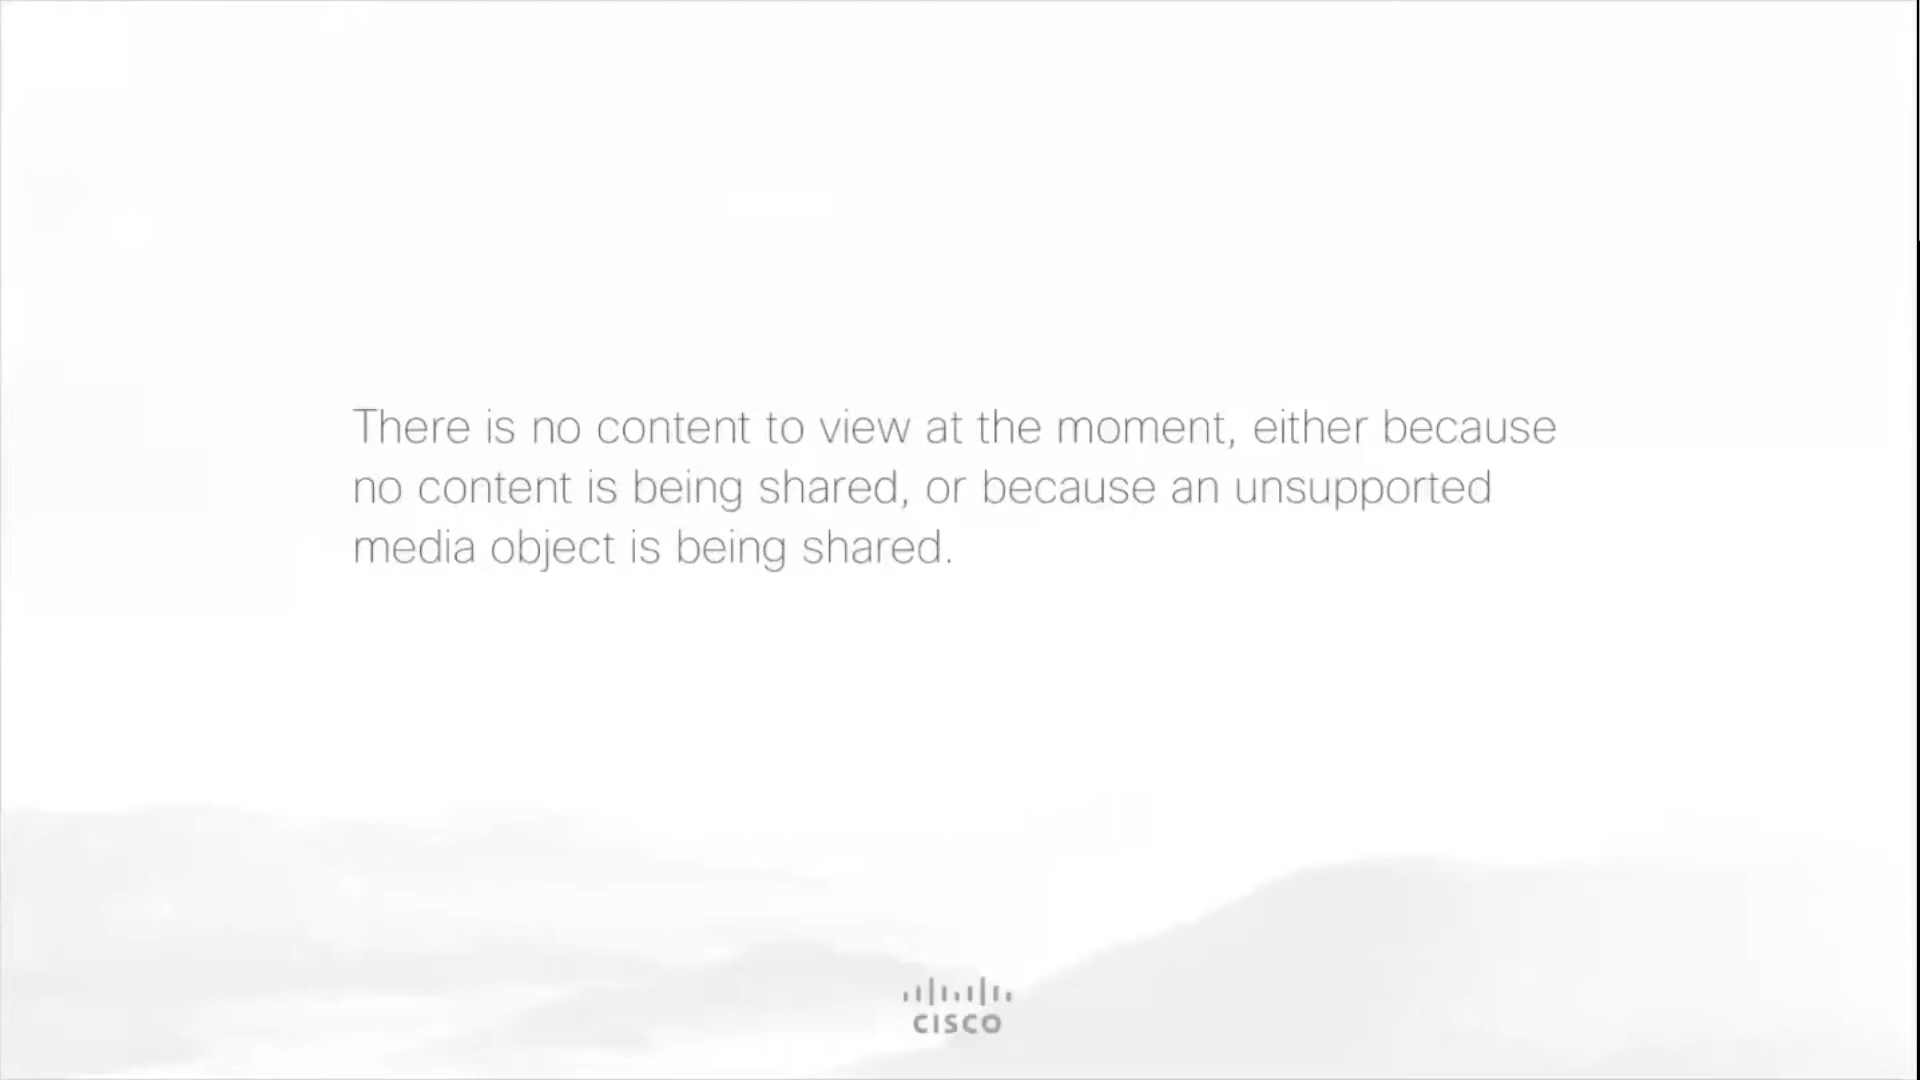 There is no content to view at the moment, either because
no content is being shared, or because an unsupported
media object is being shared.
CISCO